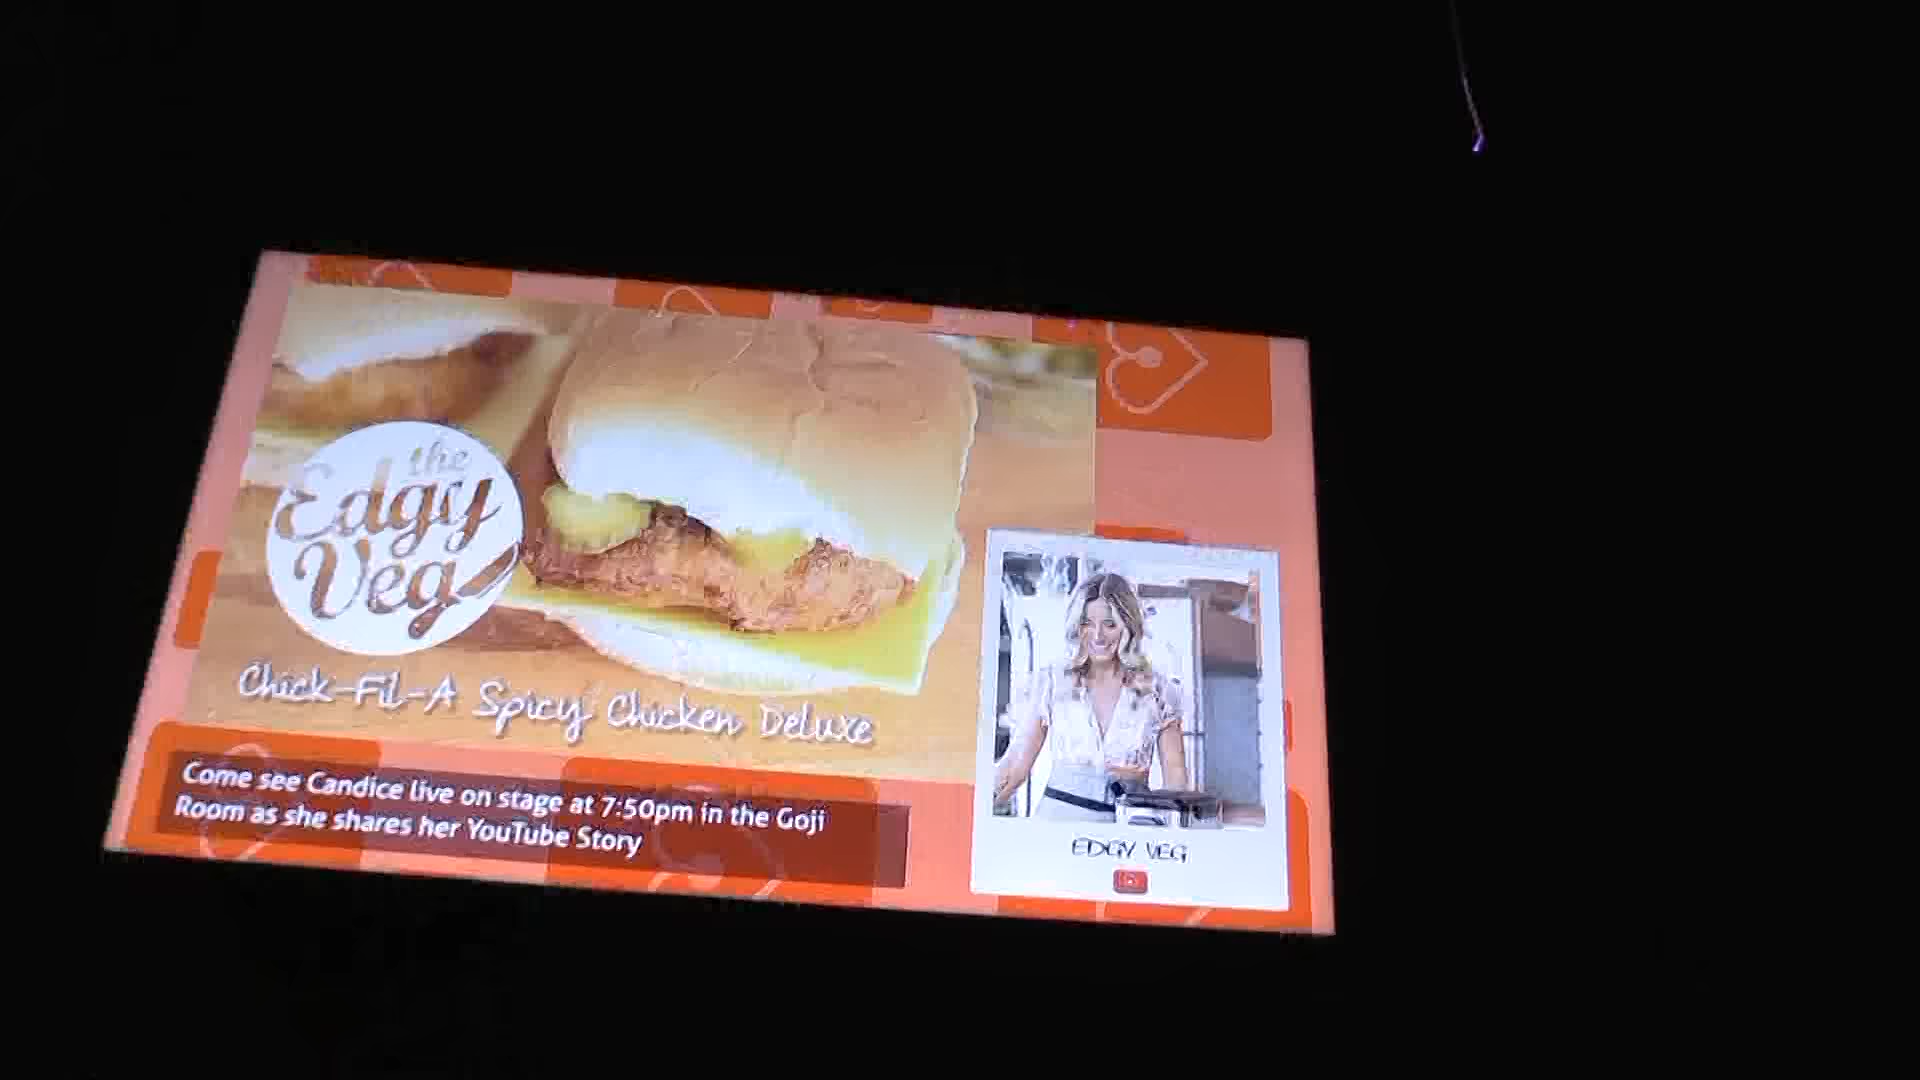 the
Edgy
Veg
Chick-Fil-A Spicy Chicken Deluxe
Come see Candice live on stage at 7:50pm in the Goji
Room as she shares her YouTube Story
EDGY VEG